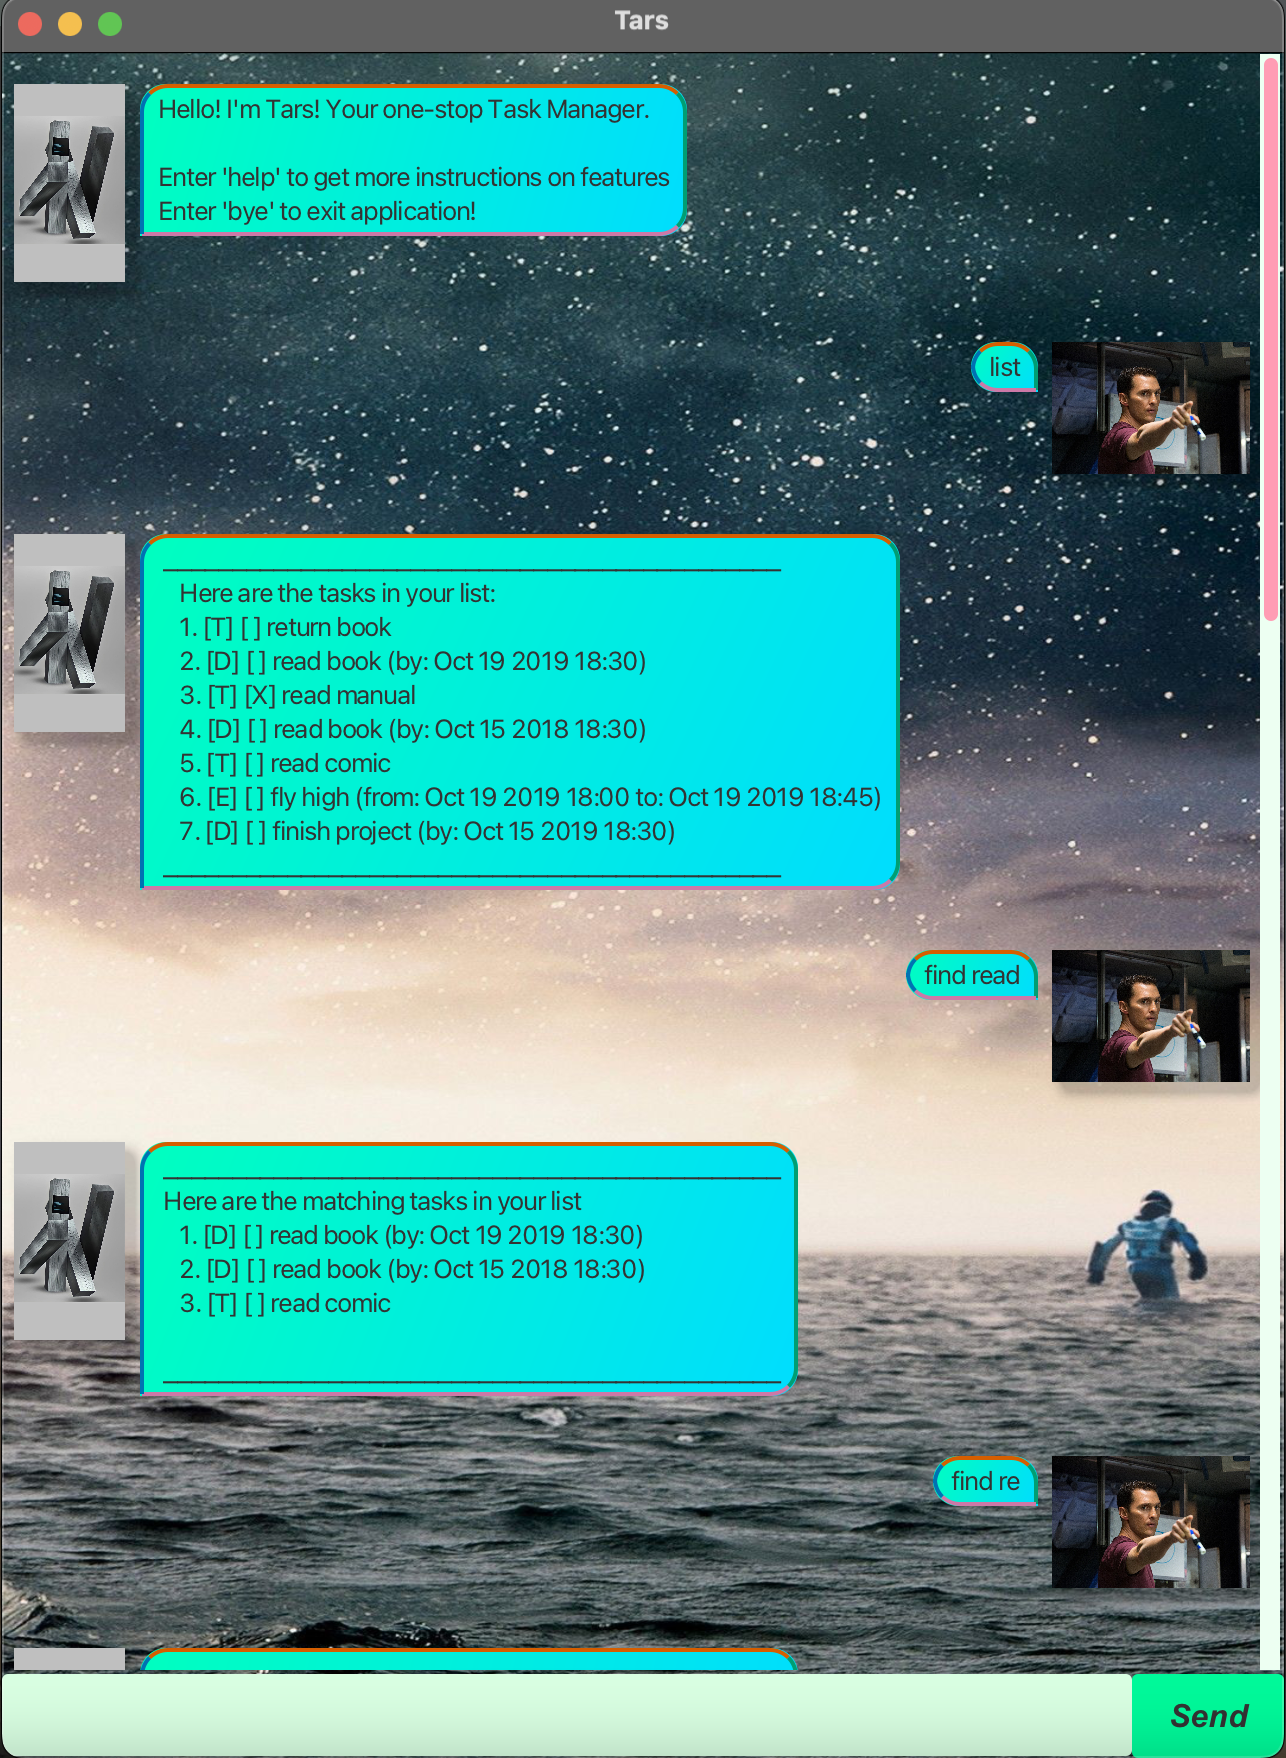 Tars
Hello! I'm Tars! Your one-stop Task Manager.
Enter 'help' to get more instructions on features
Enter 'bye' to exit application!
list
Here are the tasks in your list:
1. [T] [ ] return book
2. [D] [ ] read book (by: Oct 19 2019 18:30)
3. [T] [X] read manual
4. [D] [ ] read book (by: Oct 15 2018 18:30)
5. [T] [ ] read comic
6. [E] [ ] fly high (from: Oct 19 2019 18:00 to: Oct 19 2019 18:45)
7. [D] [ ] finish project (by: Oct 15 2019 18:30)
find read
Here are the matching tasks in your list
1. [D] [ ] read book (by: Oct 19 2019 18:30)
2. [D] [ ] read book (by: Oct 15 2018 18:30)
3. [T] [ ] read comic
find re
Send